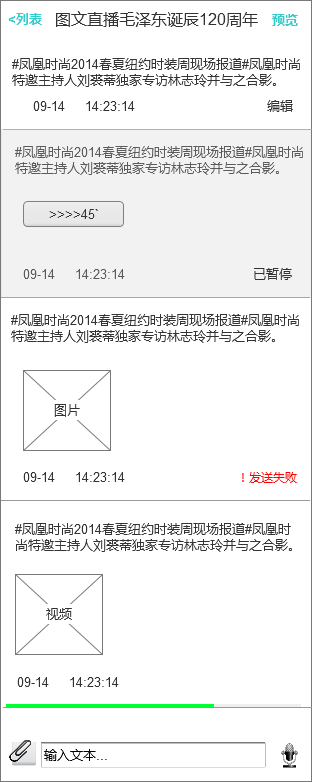 <列表 图文直播毛泽东诞辰120周年 预览
#凤凰时尚2014春夏纽约时装周现场报道#凤凰时尚
特邀主持人刘裘蒂独家专访林志玲并与之合影。
09-14 14:23:14 编辑
#凤凰时尚2014春夏纽约时装周现场报道#凤凰时尚
特邀主持人刘裘蒂独家专访林志玲并与之合影。
>>>>45`
09-14 14:23:14 已暂停
#凤凰时尚2014春夏纽约时装周现场报道#凤凰时尚
特邀主持人刘裘蒂独家专访林志玲并与之合影。
图片
09-14 14:23:14 ！发送失败
#凤凰时尚2014春夏纽约时装周现场报道#凤凰时
尚特邀主持人刘裘蒂独家专访林志玲并与之合影。
视频
09-14 14:23:14
输入文本...